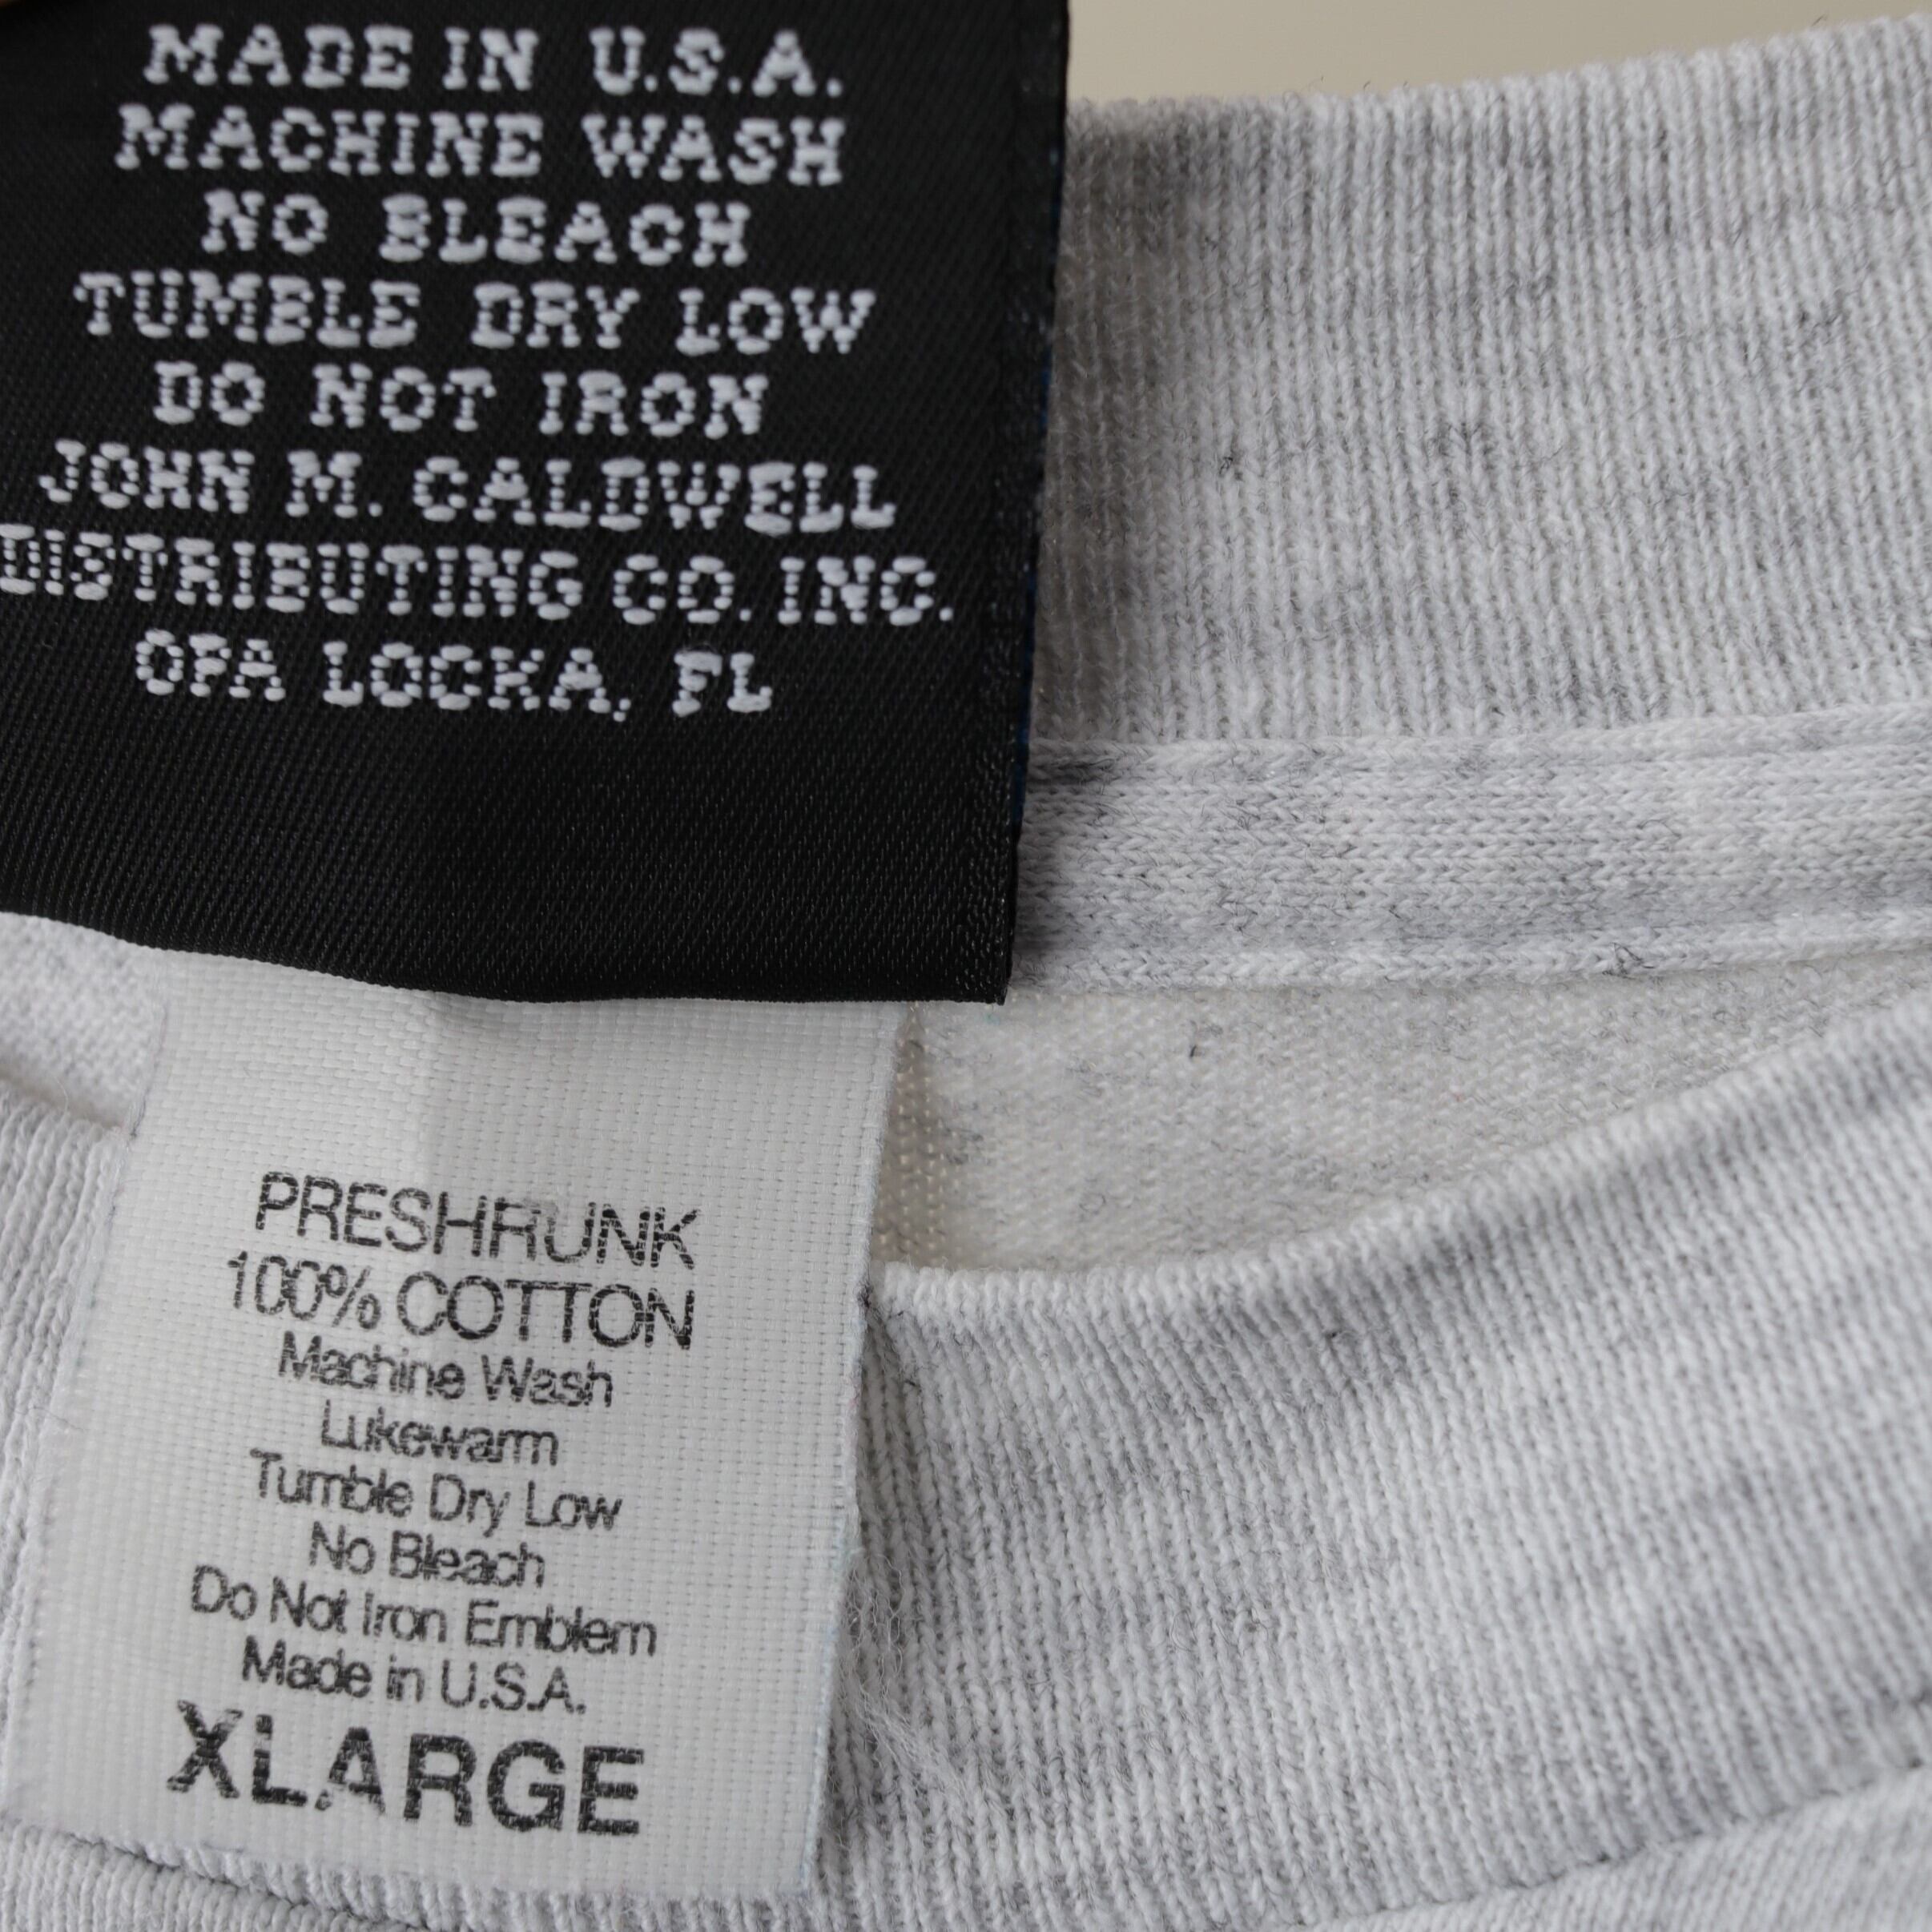 MADE IN U.S.A.
MACHINE WASH
NO BLEACH
TUMBLE DRY LOW
DO NOT IRON
JOHN M. CALDWELL
DISTRIBUTING CO. INC.
OPA LOCKA, FL
PRESHRUNK
100% COTTON
Machine Wash
Lukewarm
Tumble Dry Low
No Bleach
Do Not Iron Emblem
Made in U.S.A.
XLARGE